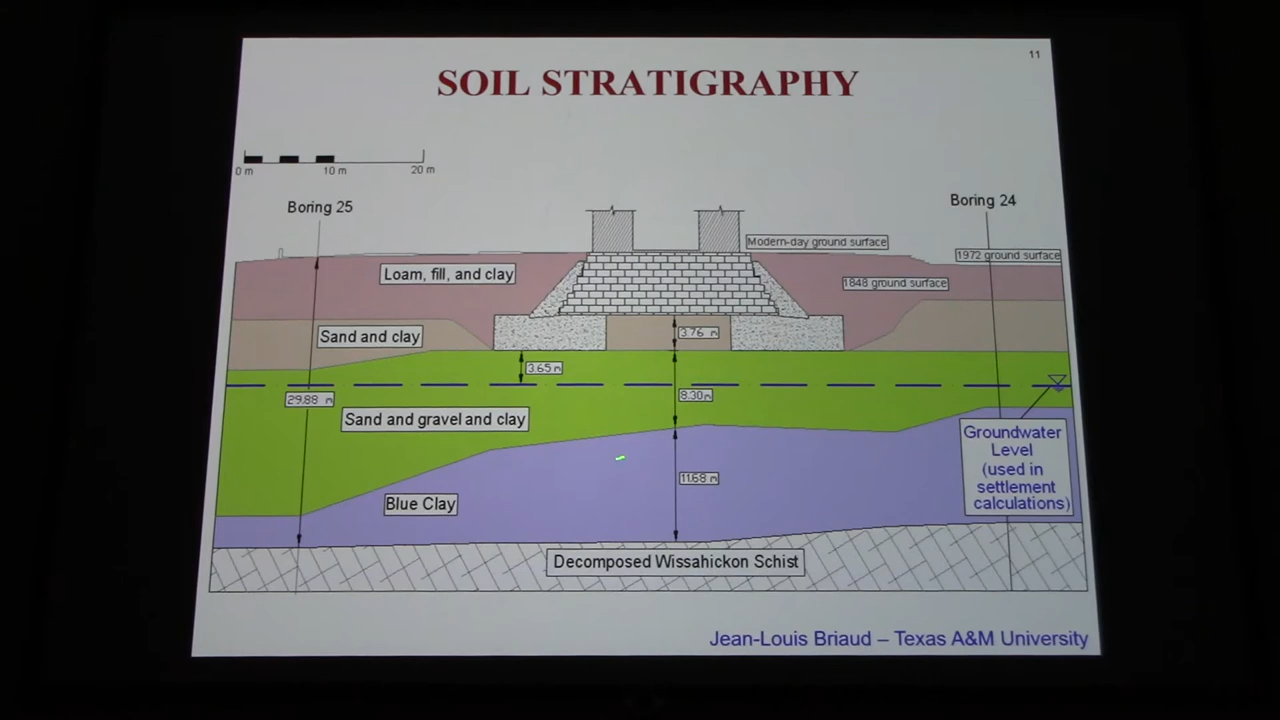 11
SOIL STRATIGRAPHY
0 m 10 m 20 m
Boring 25
Boring 24
Modern-day ground surface
1972 ground surface
Loam, fill, and clay
1848 ground surface
Sand and clay
3.76 m
3.65 m
29.88 m
8.30 m
Sand and gravel and clay
Groundwater
Level
(used in
settlement
calculations)
11.68 m
Blue Clay
Decomposed Wissahickon Schist
Jean-Louis Briaud – Texas A&M University